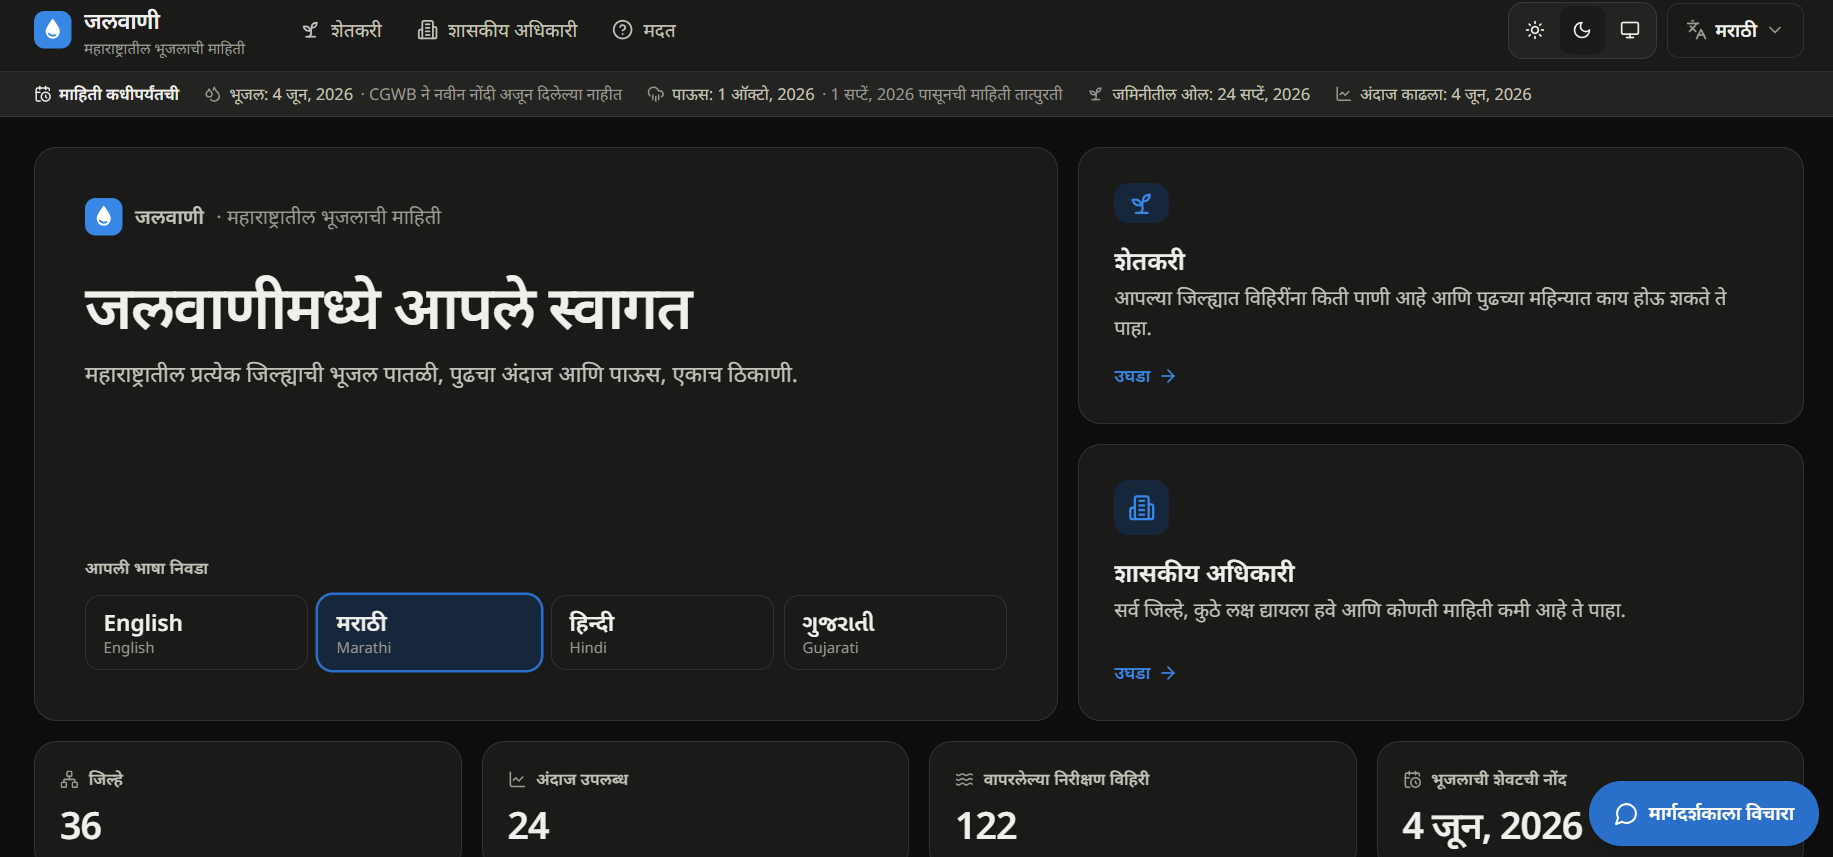 जलवाणी
महाराष्ट्रातील भूजलाची माहिती
शेतकरी
शासकीय अधिकारी
मदत
मराठी
माहिती कधीपर्यंतची
भूजल: 4 जून, 2026 · CGWB ने नवीन नोंदी अजून दिलेल्या नाहीत
पाऊस: 1 ऑक्टो, 2026 · 1 सप्टें, 2026 पासूनची माहिती तात्पुरती
जमिनीतील ओल: 24 सप्टें, 2026
अंदाज काढला: 4 जून, 2026
जलवाणी · महाराष्ट्रातील भूजलाची माहिती
जलवाणीमध्ये आपले स्वागत
महाराष्ट्रातील प्रत्येक जिल्ह्याची भूजल पातळी, पुढचा अंदाज आणि पाऊस, एकाच ठिकाणी.
आपली भाषा निवडा
English
English
मराठी
Marathi
हिन्दी
Hindi
ગુજરાતી
Gujarati
शेतकरी
आपल्या जिल्ह्यात विहिरींना किती पाणी आहे आणि पुढच्या महिन्यात काय होऊ शकते ते
पाहा.
उघडा
शासकीय अधिकारी
सर्व जिल्हे, कुठे लक्ष द्यायला हवे आणि कोणती माहिती कमी आहे ते पाहा.
उघडा
जिल्हे
36
अंदाज उपलब्ध
24
वापरलेल्या निरीक्षण विहिरी
122
भूजलाची शेवटची नोंद
4 जून, 2026
मार्गदर्शकाला विचारा